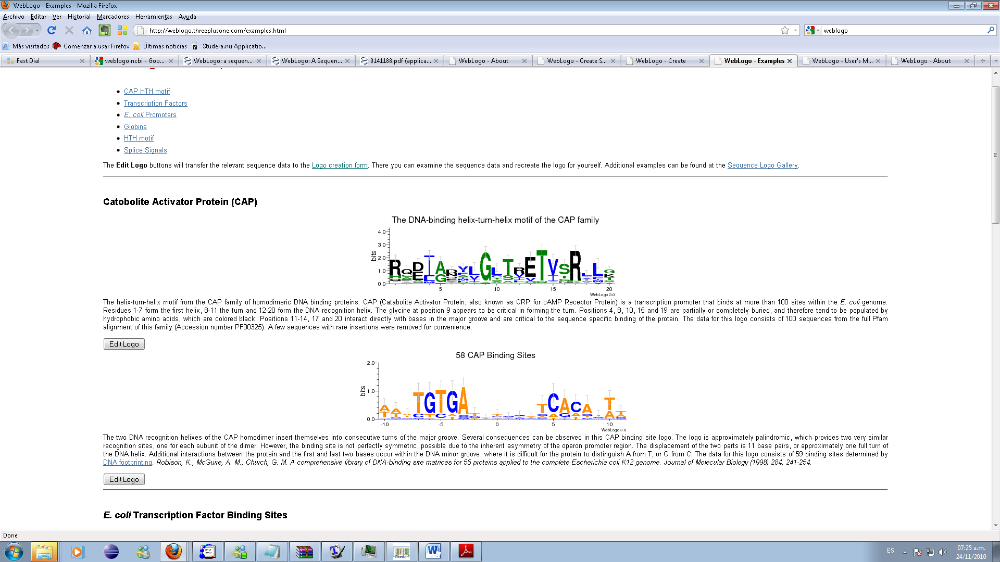 WebLogo - Examples - Mozilla Firefox
Archivo Editar Ver Historial Marcadores Herramientas Ayuda
http://weblogo.threeplusone.com/examples.html weblogo
Más visitados Comenzar a usar Firefox Últimas noticias Studera.nu Applicatio...
Fast Dial weblogo ncbi - Goo... WebLogo: a sequen... WebLogo: A Sequen... 0141188.pdf (applica... WebLogo - About WebLogo - Create S... WebLogo - Create WebLogo - Examples WebLogo - User's M... WebLogo - About
CAP HTH motif
Transcription Factors
E. coli Promoters
Globins
HTH motif
Splice Signals
The Edit Logo buttons will transfer the relevant sequence data to the Logo creation form. There you can examine the sequence data and recreate the logo for yourself. Additional examples can be found at the Sequence Logo Gallery.
Catobolite Activator Protein (CAP)
The DNA-binding helix-turn-helix motif of the CAP family
4.0
3.0
2.0
1.0
0.0
bits
5 10 15 20
WebLogo 3.0
The helix-turn-helix motif from the CAP family of homodimeric DNA binding proteins. CAP (Catabolite Activator Protein, also known as CRP for cAMP Receptor Protein) is a transcription promoter that binds at more than 100 sites within the E. coli genome.
Residues 1-7 form the first helix, 8-11 the turn and 12-20 form the DNA recognition helix. The glycine at position 9 appears to be critical in forming the turn. Positions 4, 8, 10, 15 and 19 are partially or completely buried, and therefore tend to be populated by
hydrophobic amino acids, which are colored black. Positions 11-14, 17 and 20 interact directly with bases in the major groove and are critical to the sequence specific binding of the protein. The data for this logo consists of 100 sequences from the full Pfam
alignment of this family (Accession number PF00325). A few sequences with rare insertions were removed for convenience.
Edit Logo
58 CAP Binding Sites
2.0
1.0
0.0
bits
TGTGA TCACA T
-10 -5 0 5 10
WebLogo 3.0
The two DNA recognition helixes of the CAP homodimer insert themselves into consecutive turns of the major groove. Several consequences can be observed in this CAP binding site logo. The logo is approximately palindromic, which provides two very similar
recognition sites, one for each subunit of the dimer. However, the binding site is not perfectly symmetric, possible due to the inherent asymmetry of the operon promoter region. The displacement of the two parts is 11 base pairs, or approximately one full turn of
the DNA helix. Additional interactions between the protein and the first and last two bases occur within the DNA minor groove, where it is difficult for the protein to distinguish A from T, or G from C. The data for this logo consists of 59 binding sites determined by
DNA footprinting. Robison, K., McGuire, A. M., Church, G. M. A comprehensive library of DNA-binding site matrices for 55 proteins applied to the complete Escherichia coli K12 genome. Journal of Molecular Biology (1998) 284, 241-254.
Edit Logo
E. coli Transcription Factor Binding Sites
Done
ES 07:25 a.m.
24/11/2010